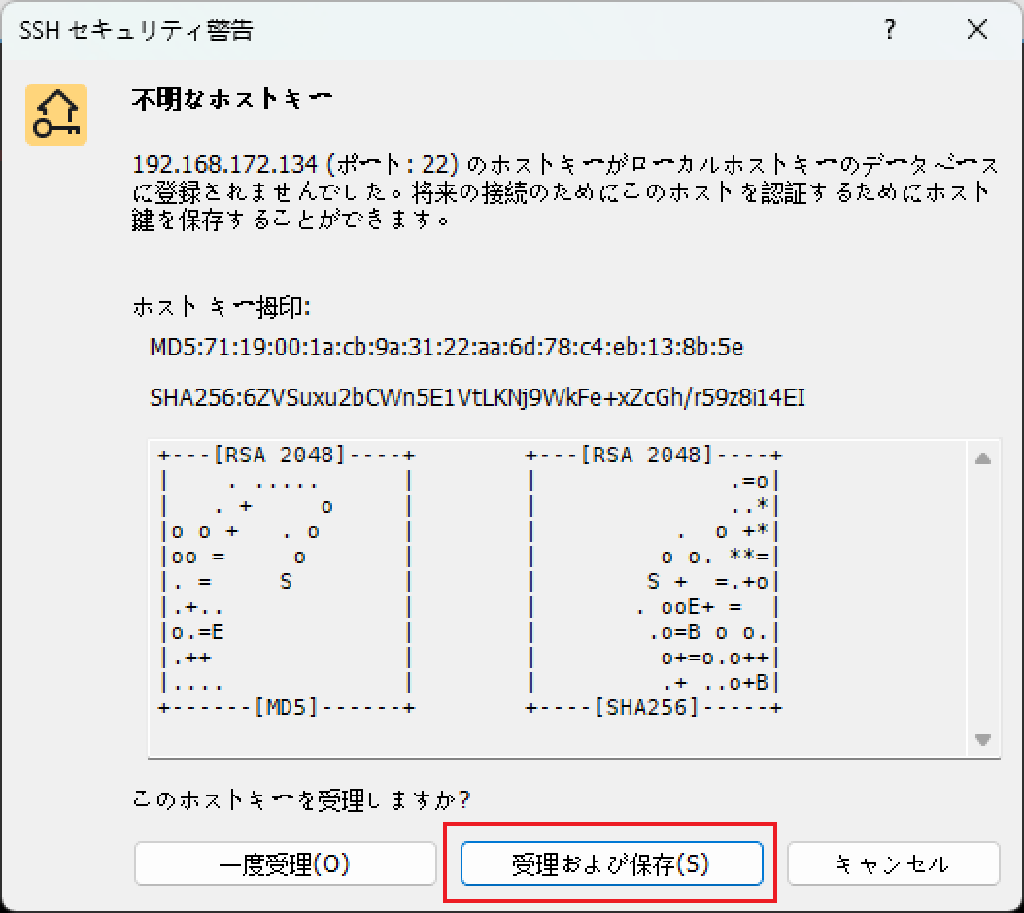 SSH セキュリティ警告
?
不明なホストキー
192.168.172.134 (ポート: 22) のホストキーがローカルホストキーのデータベース
に登録されませんでした。将来の接続のためにこのホストを認証するためにホスト
鍵を保存することができます。
ホスト キー拇印:
MD5:71:19:00:1a:cb:9a:31:22:aa:6d:78:c4:eb:13:8b:5e
SHA256:6ZVSuxu2bCWn5E1VtLKNj9WkFe+xZcGh/r59z8i14EI
+---[RSA 2048]----+         +---[RSA 2048]----+
|     . .....       |         |               .=o|
|    . +     o      |         |               ..*|
|o o +   . o       |         |           .  o +*|
|oo =     o        |         |          o o. **=|
|. =     S         |         |         S +  =.+o|
|.+..              |         |        . ooE+ =  |
|o.=E              |         |         .o=B o o.|
|.++               |         |          o+=o.o++|
|....              |         |          .+ ..o+B|
+------[MD5]------+         +----[SHA256]-----+
このホストキーを受理しますか?
一度受理(O) 受理および保存(S) キャンセル